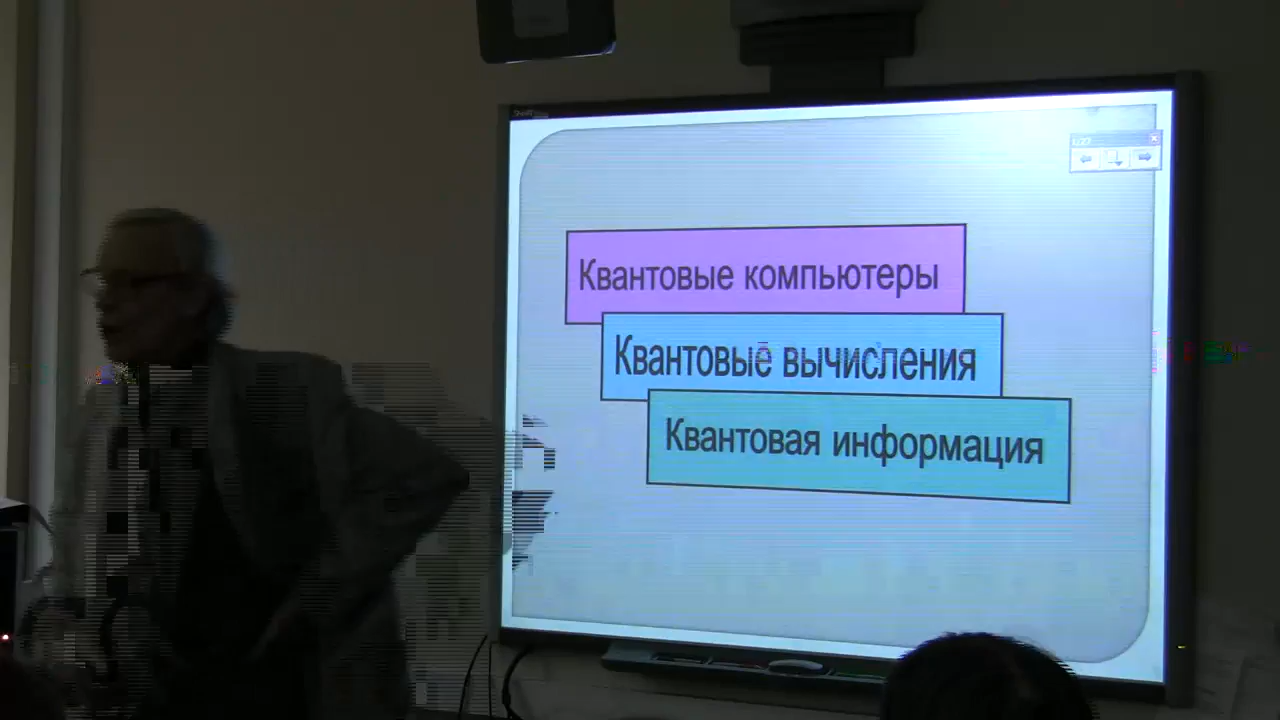 Квантовые компьютеры
Квантовые вычисления
Квантовая информация